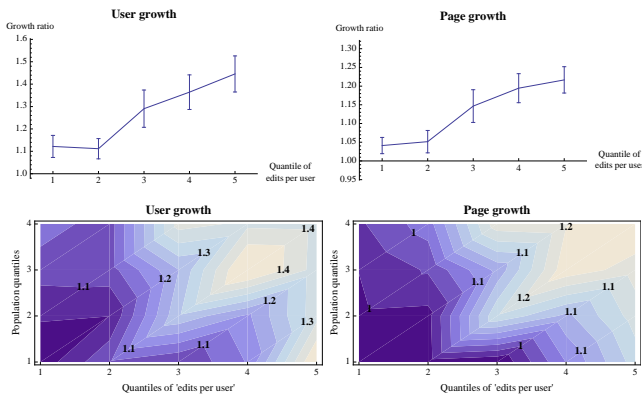 User growth
Growth ratio
1.6
1.5
1.4
1.3
1.2
1.1
1.0
1 2 3 4 5
Quantile of
edits per user
Page growth
Growth ratio
1.30
1.25
1.20
1.15
1.10
1.05
1.00
0.95
1 2 3 4 5
Quantile of
edits per user
User growth
Population quantiles
4
3
2
1
1.4
1.3
1.4
1.2
1.1
1.2
1.3
1.1
1.1
1 2 3 4 5
Quantiles of 'edits per user'
Page growth
Population quantiles
4
3
2
1
1.2
1
1.1
1.1
1.1
1.2
1
1.1
1.1
1
1 2 3 4 5
Quantiles of 'edits per user'